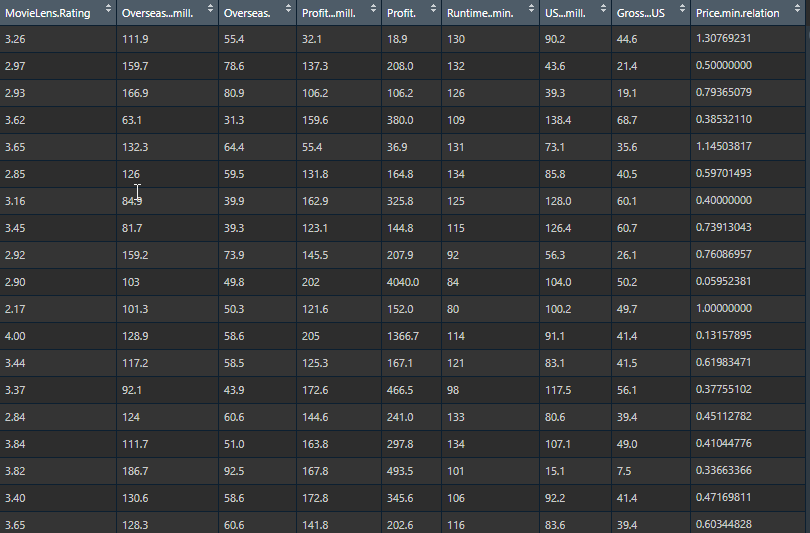 MovieLens.Rating Overseas...mill. Overseas. Profit...mill. Profit. Runtime..min. US...mill. Gross...US Price.min.relation
3.26 111.9 55.4 32.1 18.9 130 90.2 44.6 1.30769231
2.97 159.7 78.6 137.3 208.0 132 43.6 21.4 0.50000000
2.93 166.9 80.9 106.2 106.2 126 39.3 19.1 0.79365079
3.62 63.1 31.3 159.6 380.0 109 138.4 68.7 0.38532110
3.65 132.3 64.4 55.4 36.9 131 73.1 35.6 1.14503817
2.85 126 59.5 131.8 164.8 134 85.8 40.5 0.59701493
3.16 84.9 39.9 162.9 325.8 125 128.0 60.1 0.40000000
3.45 81.7 39.3 123.1 144.8 115 126.4 60.7 0.73913043
2.92 159.2 73.9 145.5 207.9 92 56.3 26.1 0.76086957
2.90 103 49.8 202 4040.0 84 104.0 50.2 0.05952381
2.17 101.3 50.3 121.6 152.0 80 100.2 49.7 1.00000000
4.00 128.9 58.6 205 1366.7 114 91.1 41.4 0.13157895
3.44 117.2 58.5 125.3 167.1 121 83.1 41.5 0.61983471
3.37 92.1 43.9 172.6 466.5 98 117.5 56.1 0.37755102
2.84 124 60.6 144.6 241.0 133 80.6 39.4 0.45112782
3.84 111.7 51.0 163.8 297.8 134 107.1 49.0 0.41044776
3.82 186.7 92.5 167.8 493.5 101 15.1 7.5 0.33663366
3.40 130.6 58.6 172.8 345.6 106 92.2 41.4 0.47169811
3.65 128.3 60.6 141.8 202.6 116 83.6 39.4 0.60344828